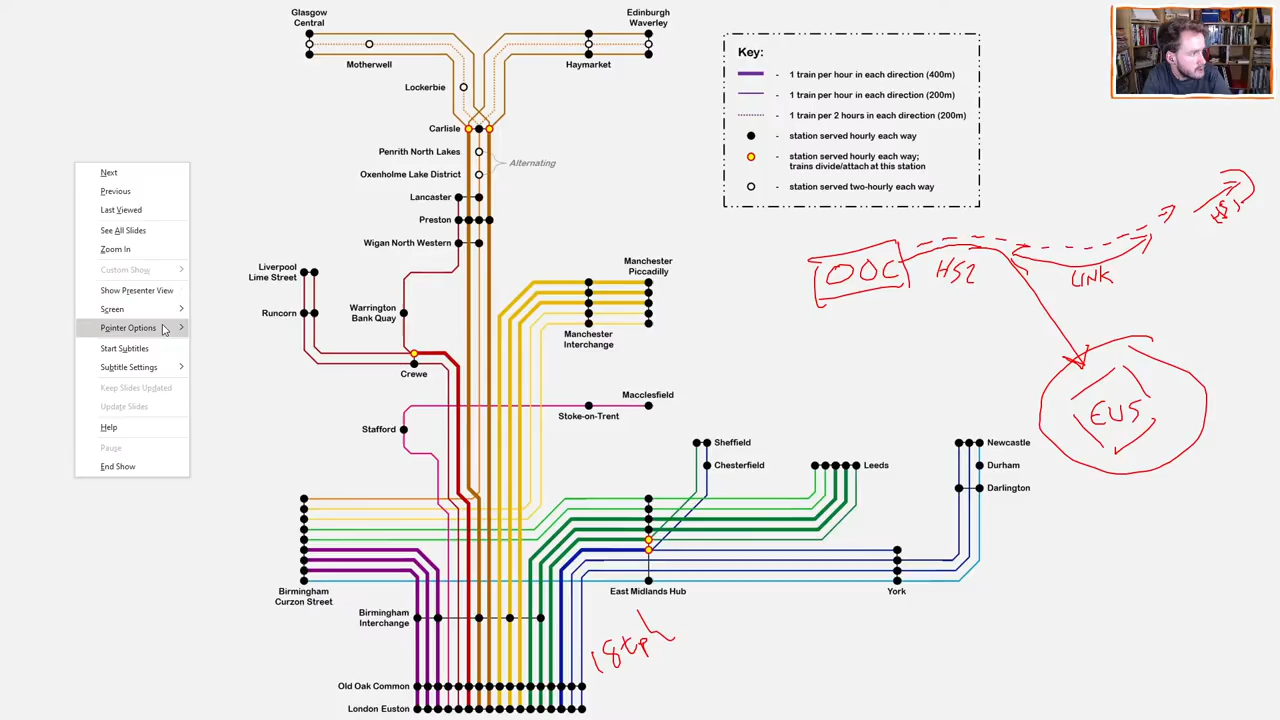 Glasgow
Central
Edinburgh
Waverley
Motherwell
Haymarket
Lockerbie
Carlisle
Penrith North Lakes
Alternating
Oxenholme Lake District
Lancaster
Preston
Wigan North Western
Liverpool
Lime Street
Runcorn
Warrington
Bank Quay
Crewe
Manchester
Piccadilly
Manchester
Interchange
Macclesfield
Stoke-on-Trent
Stafford
Sheffield
Chesterfield
Leeds
Newcastle
Durham
Darlington
Birmingham
Curzon Street
East Midlands Hub
York
Birmingham
Interchange
Old Oak Common
London Euston
Key:
- 1 train per hour in each direction (400m)
- 1 train per hour in each direction (200m)
- 1 train per 2 hours in each direction (200m)
- station served hourly each way
- station served hourly each way;
trains divide/attach at this station
- station served two-hourly each way
OOC
HS2
LINK
HS1
EUS
18tph
Next
Previous
Last Viewed
See All Slides
Zoom In
Custom Show
Show Presenter View
Screen
Pointer Options
Start Subtitles
Subtitle Settings
Keep Slides Updated
Update Slides
Help
Pause
End Show